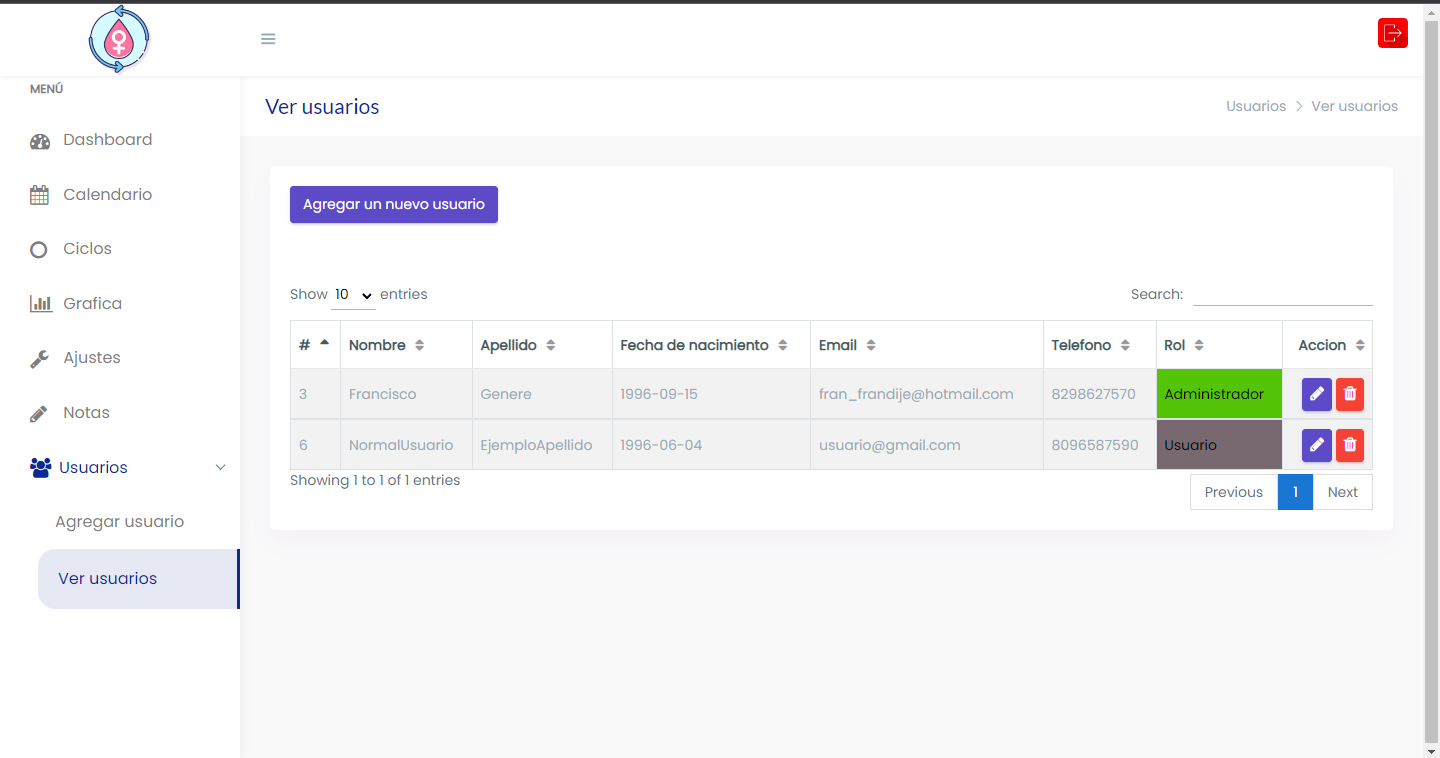 MENÚ
Dashboard
Calendario
Ciclos
Grafica
Ajustes
Notas
Usuarios
Agregar usuario
Ver usuarios
Ver usuarios
Usuarios > Ver usuarios
Agregar un nuevo usuario
Show 10 entries
Search:
# Nombre Apellido Fecha de nacimiento Email Telefono Rol Accion
3 Francisco Genere 1996-09-15 fran_frandije@hotmail.com 8298627570 Administrador
6 NormalUsuario EjemploApellido 1996-06-04 usuario@gmail.com 8096587590 Usuario
Showing 1 to 1 of 1 entries
Previous 1 Next